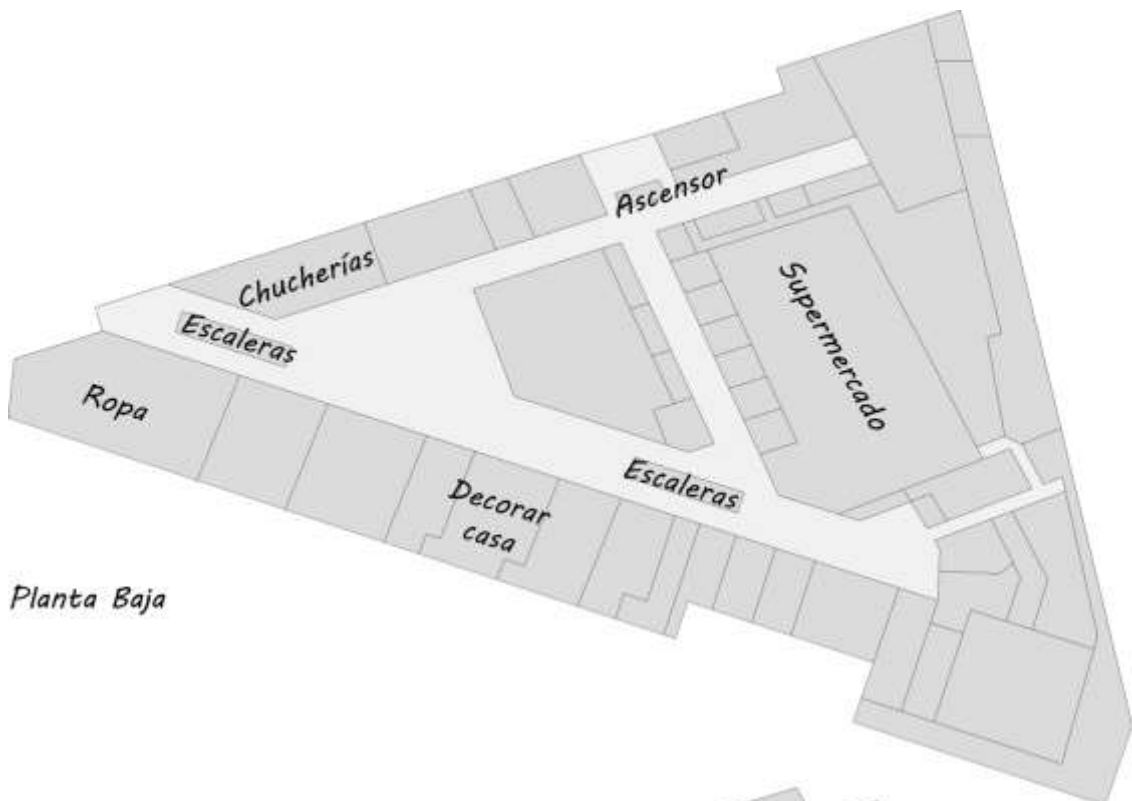 Ascensor
Chucherías
Supermercado
Escaleras
Ropa
Escaleras
Decorar
casa
Planta Baja